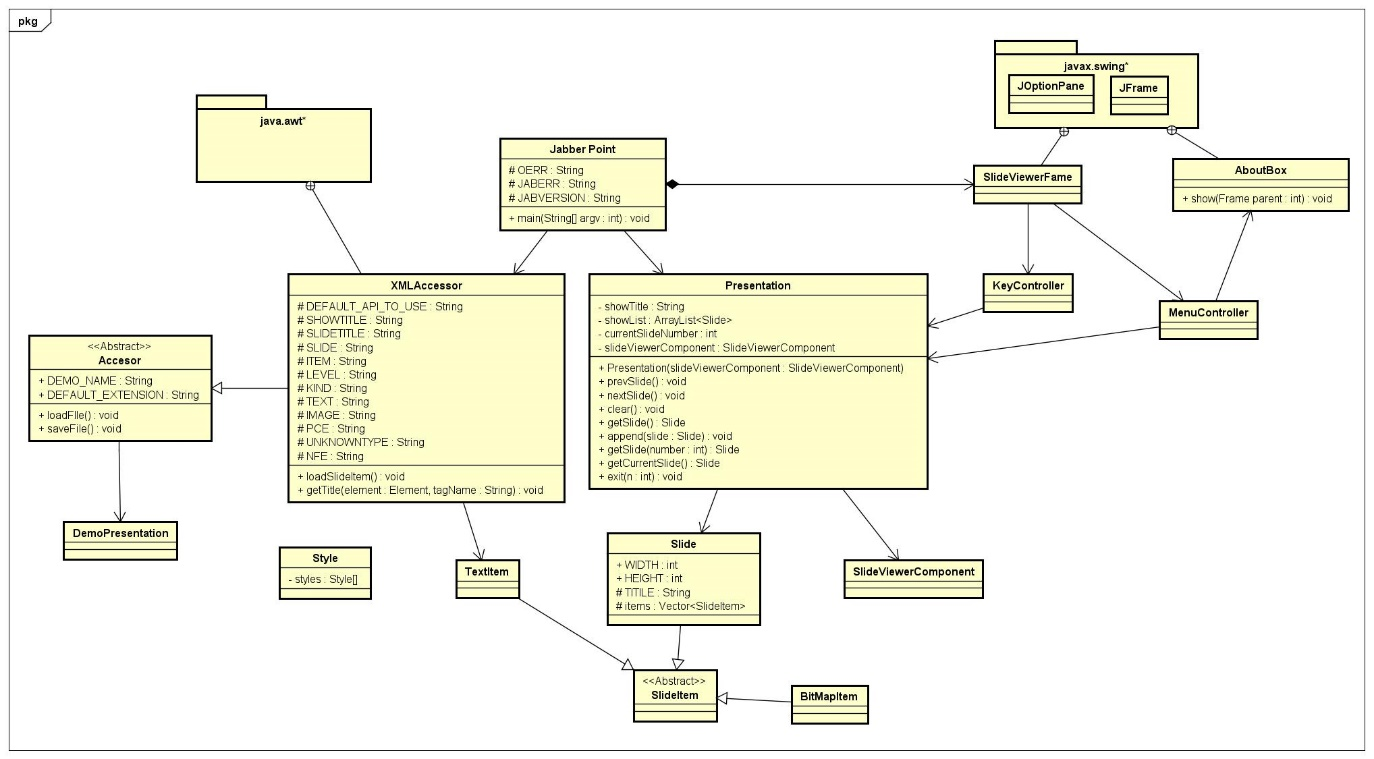 pkg
javax.swing*
JOptionPane
JFrame
java.awt*
Jabber Point
# OERR : String
# JABERR : String
# JABVERSION : String
+ main(String[] argv : int) : void
SlideViewerFame
AboutBox
+ show(Frame parent : int) : void
XMLAccessor
# DEFAULT_API_TO_USE : String
# SHOWTITLE : String
# SLIDETITLE : String
# SLIDE : String
# ITEM : String
# LEVEL : String
# KIND : String
# TEXT : String
# IMAGE : String
# PCE : String
# UNKNOWNTYPE : String
# NFE : String
+ loadSlideItem() : void
+ getTitle(element : Element, tagName : String) : void
Presentation
- showTitle : String
- showList : ArrayList<Slide>
- currentSlideNumber : int
- slideViewerComponent : SlideViewerComponent
+ Presentation(slideViewerComponent : SlideViewerComponent)
+ prevSlide() : void
+ nextSlide() : void
+ clear() : void
+ getSlide() : Slide
+ append(slide : Slide) : void
+ getSlide(number : int) : Slide
+ getCurrentSlide() : Slide
+ exit(n : int) : void
KeyController
MenuController
<<Abstract>>
Accesor
+ DEMO_NAME : String
+ DEFAULT_EXTENSION : String
+ loadFIle() : void
+ saveFile() : void
DemoPresentation
Style
- styles : Style[]
TextItem
Slide
+ WIDTH : int
+ HEIGHT : int
# TITILE : String
# items : Vector<SlideItem>
SlideViewerComponent
<<Abstract>>
SlideItem
BitMapItem